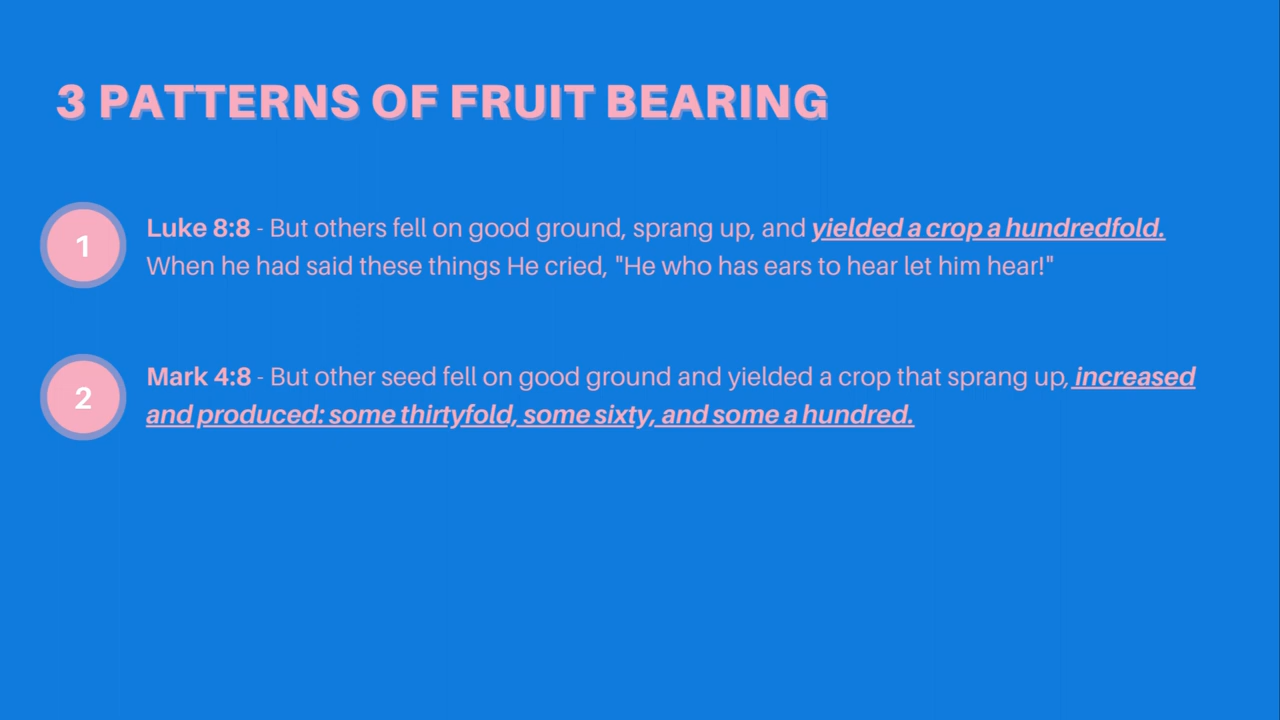 3 PATTERNS OF FRUIT BEARING
1
Luke 8:8 - But others fell on good ground, sprang up, and yielded a crop a hundredfold.
When he had said these things He cried, "He who has ears to hear let him hear!"
2
Mark 4:8 - But other seed fell on good ground and yielded a crop that sprang up, increased
and produced: some thirtyfold, some sixty, and some a hundred.